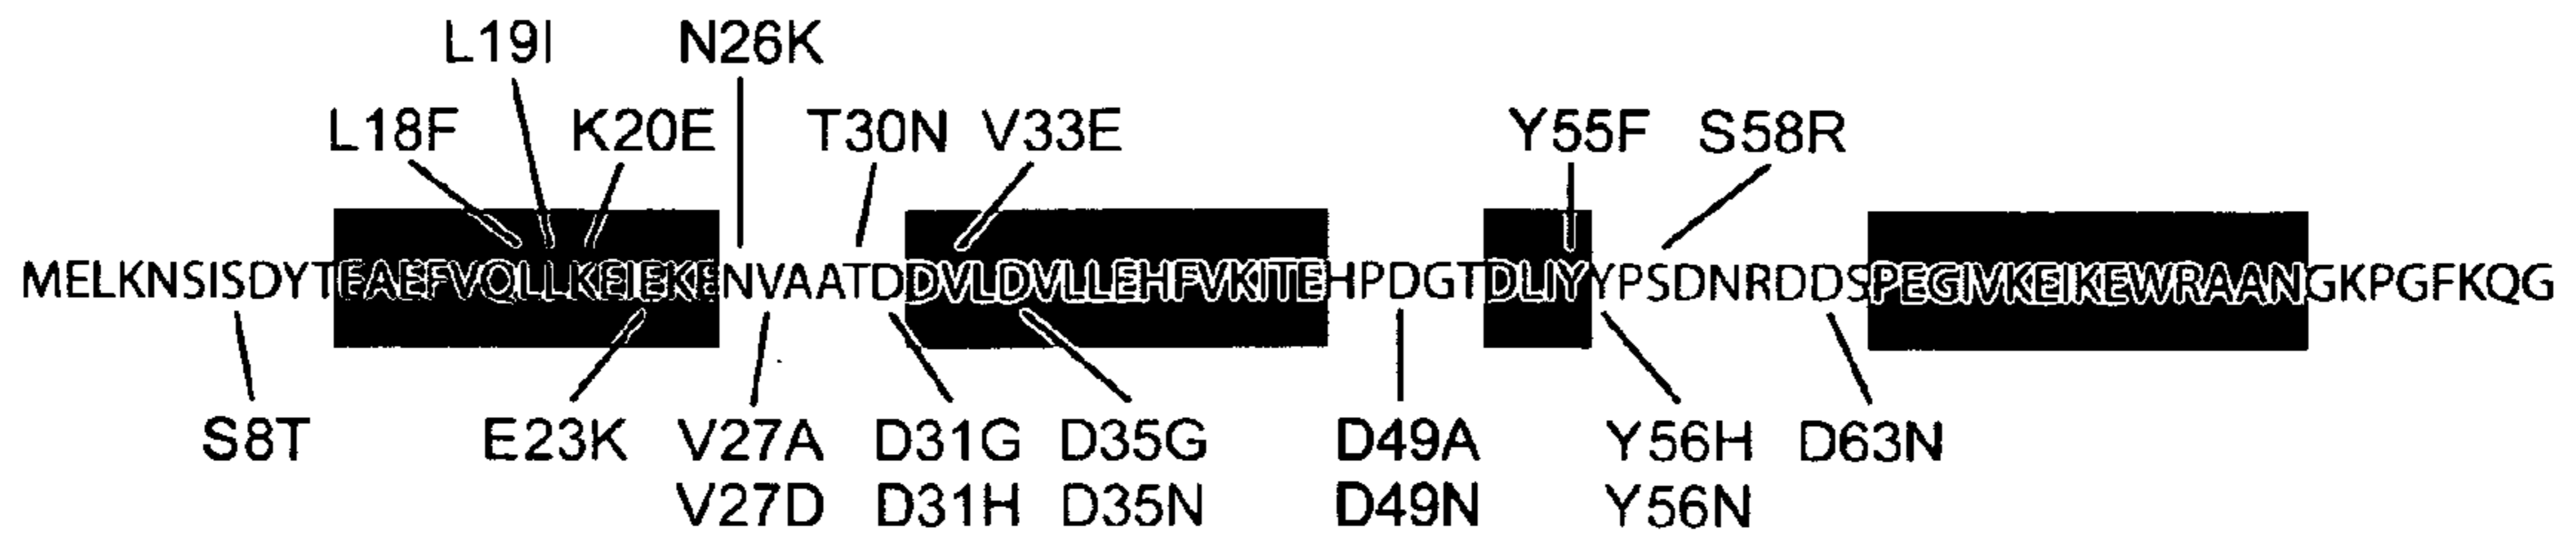 L19I N26K
L18F K20E T30N V33E Y55F S58R
MELKNSISDYTEAEFVQLLKEIEKENVAATDDVLDVLLEHFVKITEHPDGTDLIYYPSDNRDDSPEGIVKEIKEWRAANGKPGFKQG
S8T E23K V27A D31G D35G D49A Y56H D63N
V27D D31H D35N D49N Y56N